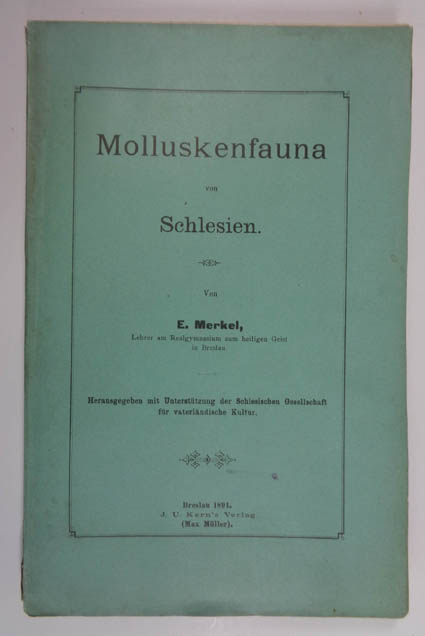 Molluskenfauna
von
Schlesien.
Von
E. Merkel,
Lehrer am Realgymnasium zum heiligen Geist
in Breslau
Herausgegeben mit Unterstützung der Schlesischen Gesellschaft
für vaterländische Kultur.
Breslau 1894.
J. U. Kern's Verlag
(Max Müller).